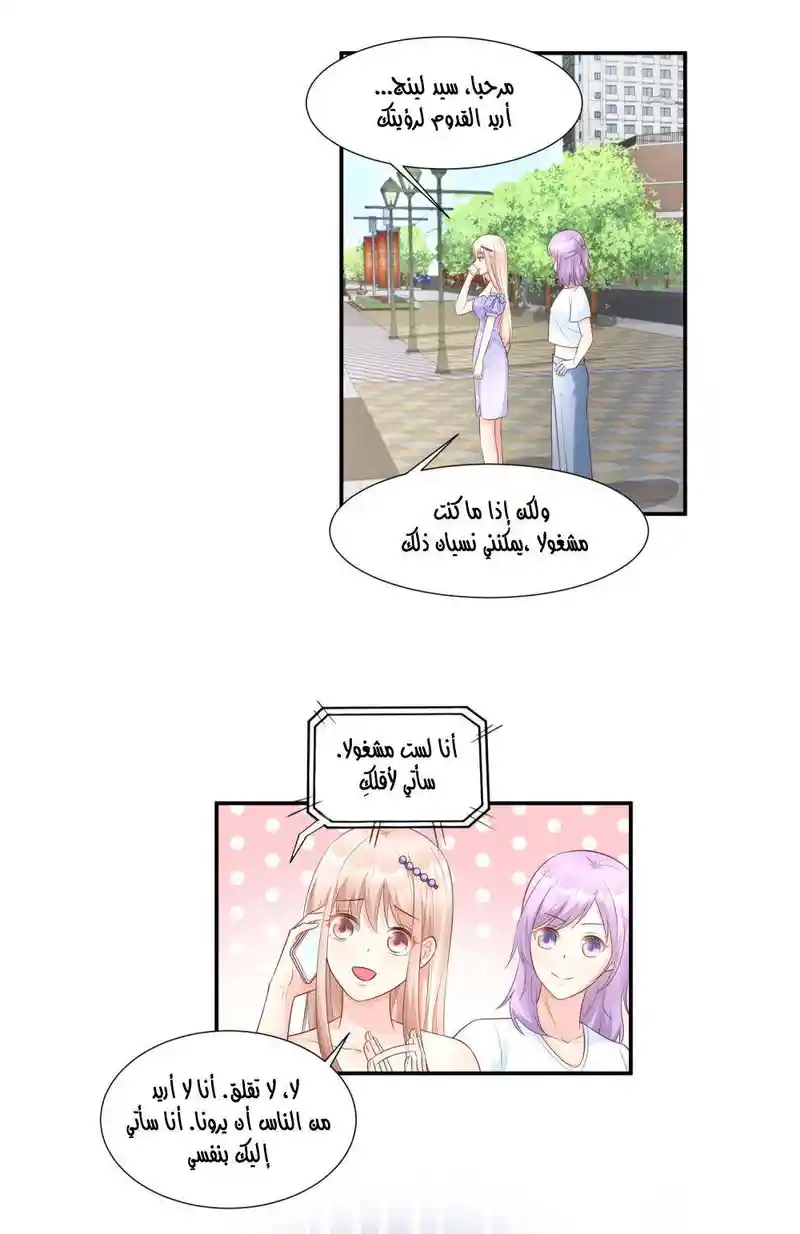 مرحبا، سيد لينج...
أريد القدوم لرؤيتك
ولكن إذا ما كنت
مشغولا ،يمكنني نسيان ذلك
أنا لست مشغولا.
سآتي لأقلكِ
لا، لا تقلق. أنا لا أريد
من الناس أن يرونا. أنا سآتي
إليك بنفسي